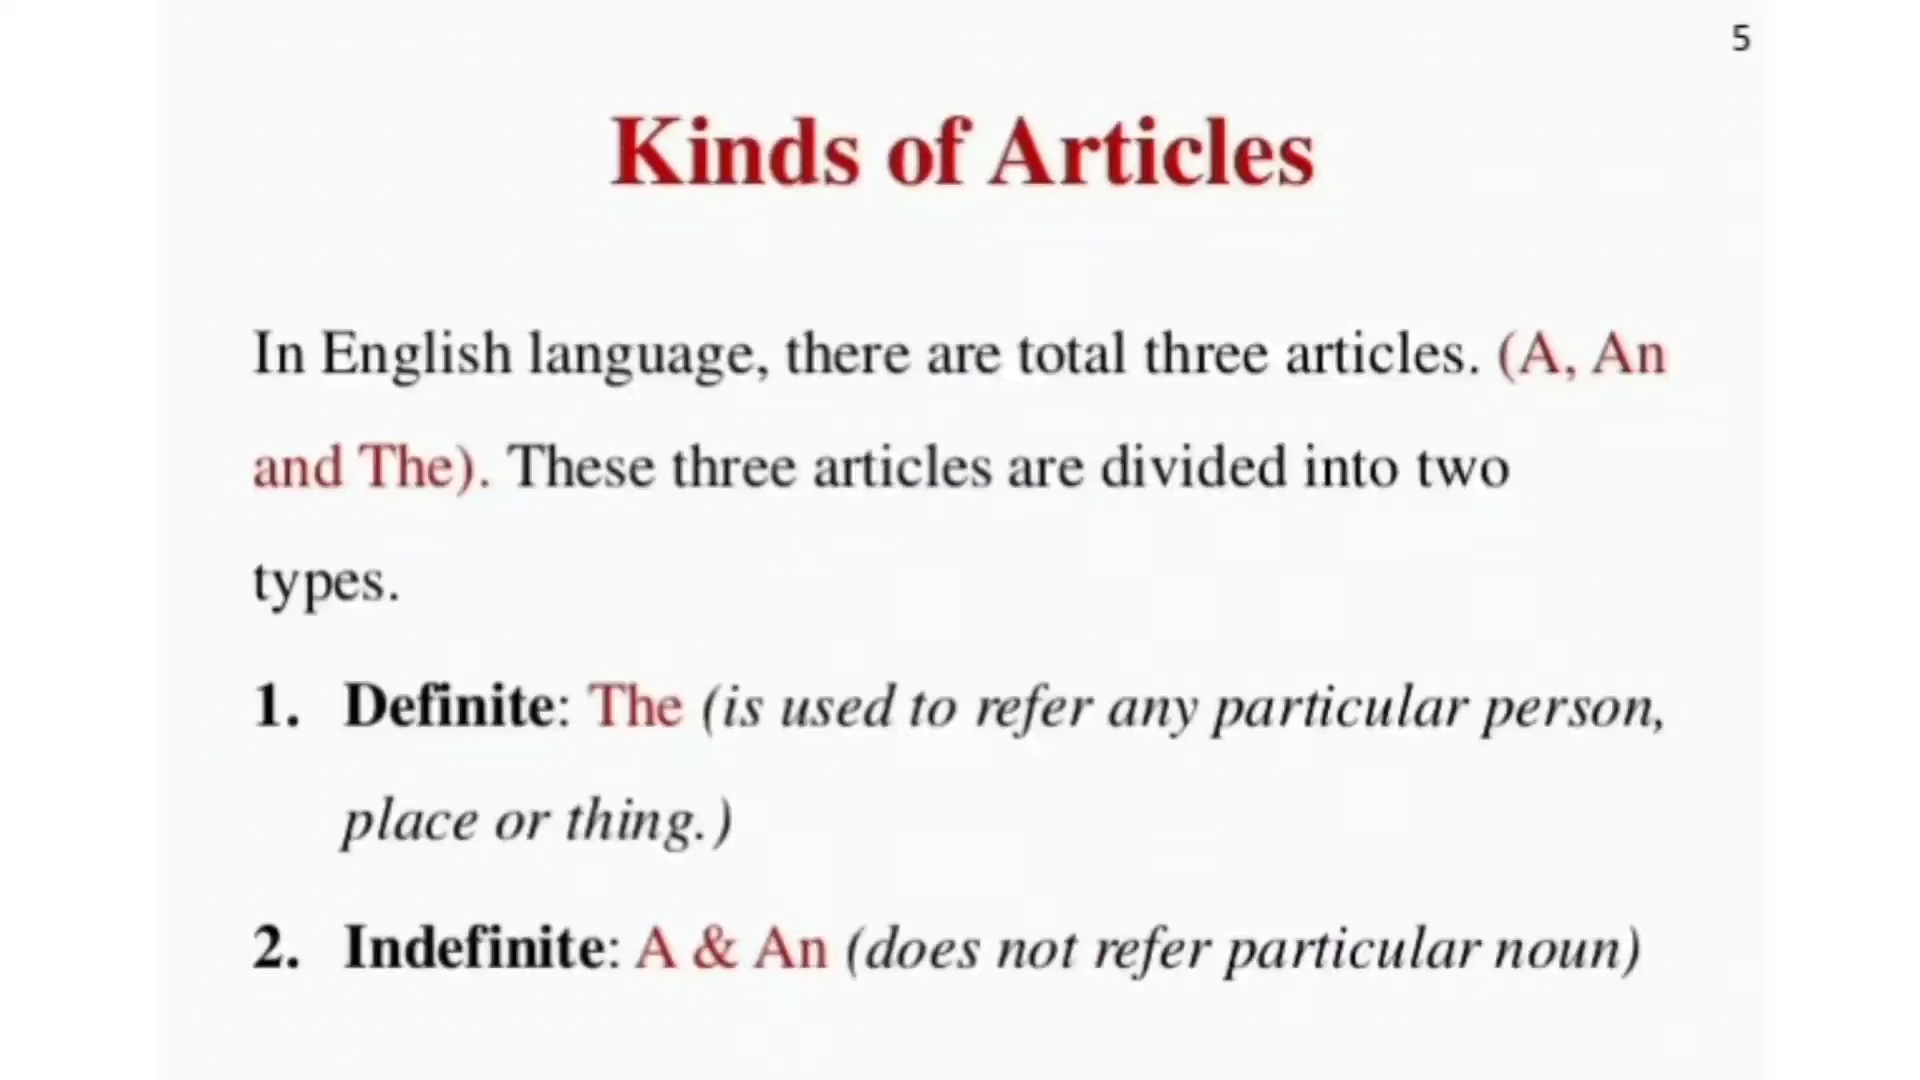 5
Kinds of Articles
In English language, there are total three articles. (A, An
and The). These three articles are divided into two
types.
1. Definite: The (is used to refer any particular person,
place or thing.)
2. Indefinite: A & An (does not refer particular noun)